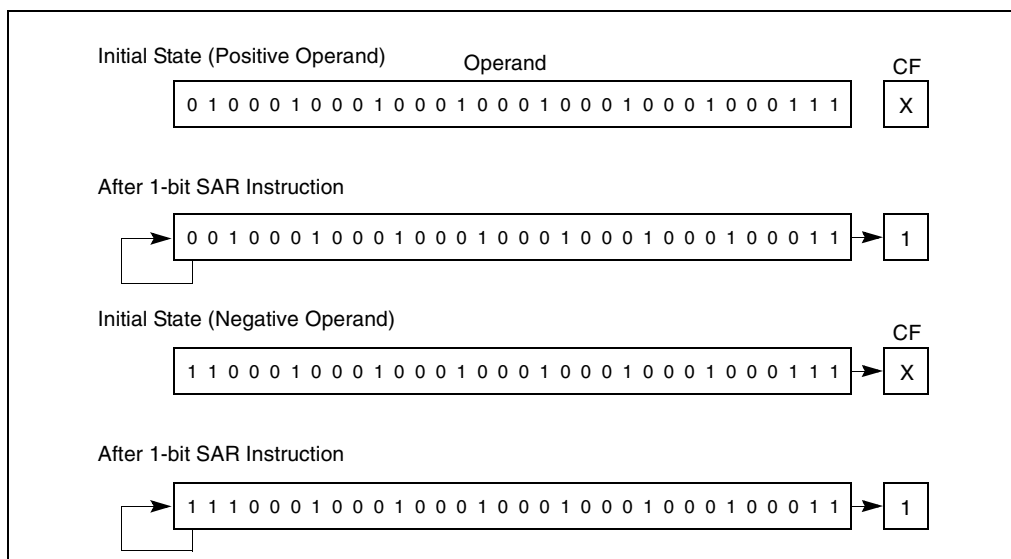 Initial State (Positive Operand)
Operand
CF
0 1 0 0 0 1 0 0 0 1 0 0 0 1 0 0 0 1 0 0 0 1 0 0 0 1 0 0 0 1 1 1
X
After 1-bit SAR Instruction
0 0 1 0 0 0 1 0 0 0 1 0 0 0 1 0 0 0 1 0 0 0 1 0 0 0 1 0 0 0 1 1
1
Initial State (Negative Operand)
CF
1 1 0 0 0 1 0 0 0 1 0 0 0 1 0 0 0 1 0 0 0 1 0 0 0 1 0 0 0 1 1 1
X
After 1-bit SAR Instruction
1 1 1 0 0 0 1 0 0 0 1 0 0 0 1 0 0 0 1 0 0 0 1 0 0 0 1 0 0 0 1 1
1